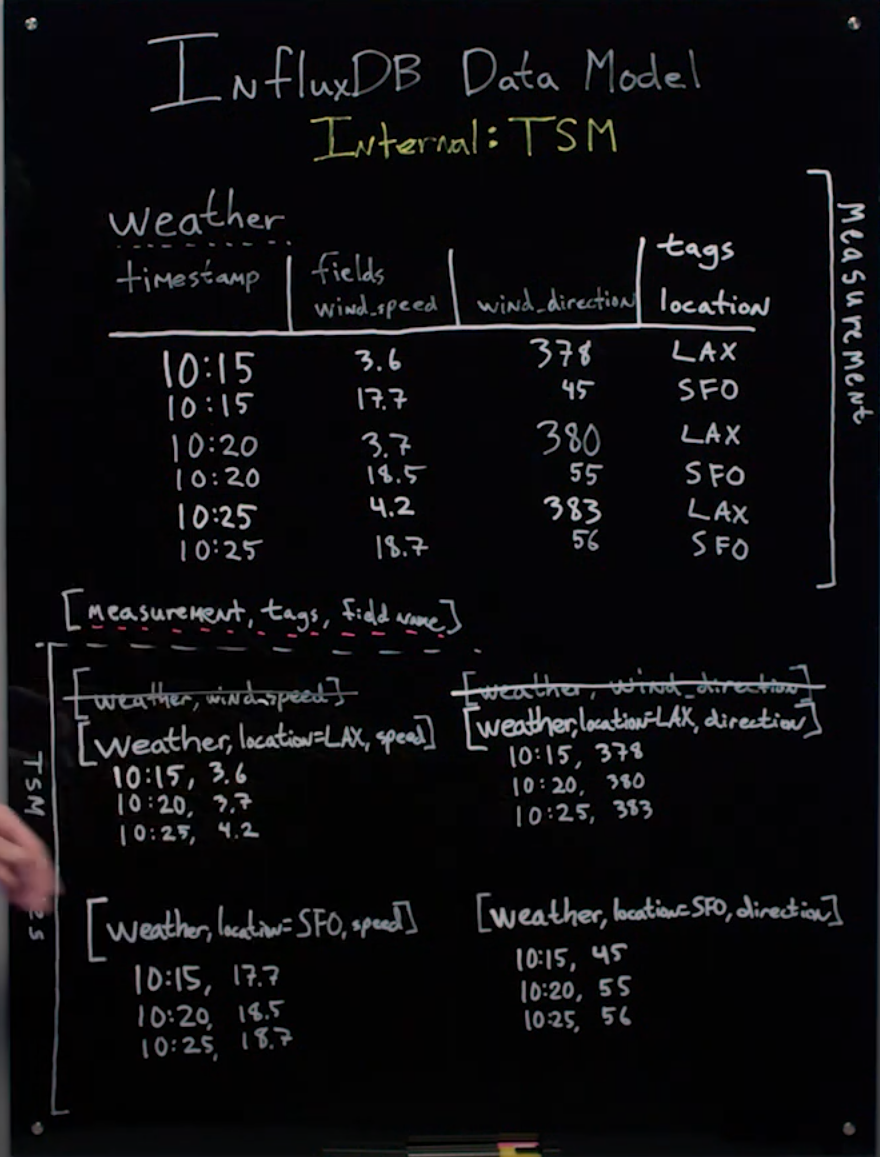 InfluxDB Data Model
Internal: TSM
weather
timestamp | fields wind_speed | wind_direction | tags location
10:15 3.6 378 LAX
10:15 17.7 45 SFO
10:20 3.7 380 LAX
10:20 18.5 55 SFO
10:25 4.2 383 LAX
10:25 18.7 56 SFO
Measurement
[measurement, tags, field name]
[weather, wind_speed]
[weather, wind_direction]
[weather, location=LAX, speed]
10:15, 3.6
10:20, 3.7
10:25, 4.2
[weather, location=LAX, direction]
10:15, 378
10:20, 380
10:25, 383
[weather, location=SFO, speed]
10:15, 17.7
10:20, 18.5
10:25, 18.7
[weather, location=SFO, direction]
10:15, 45
10:20, 55
10:25, 56
TSM